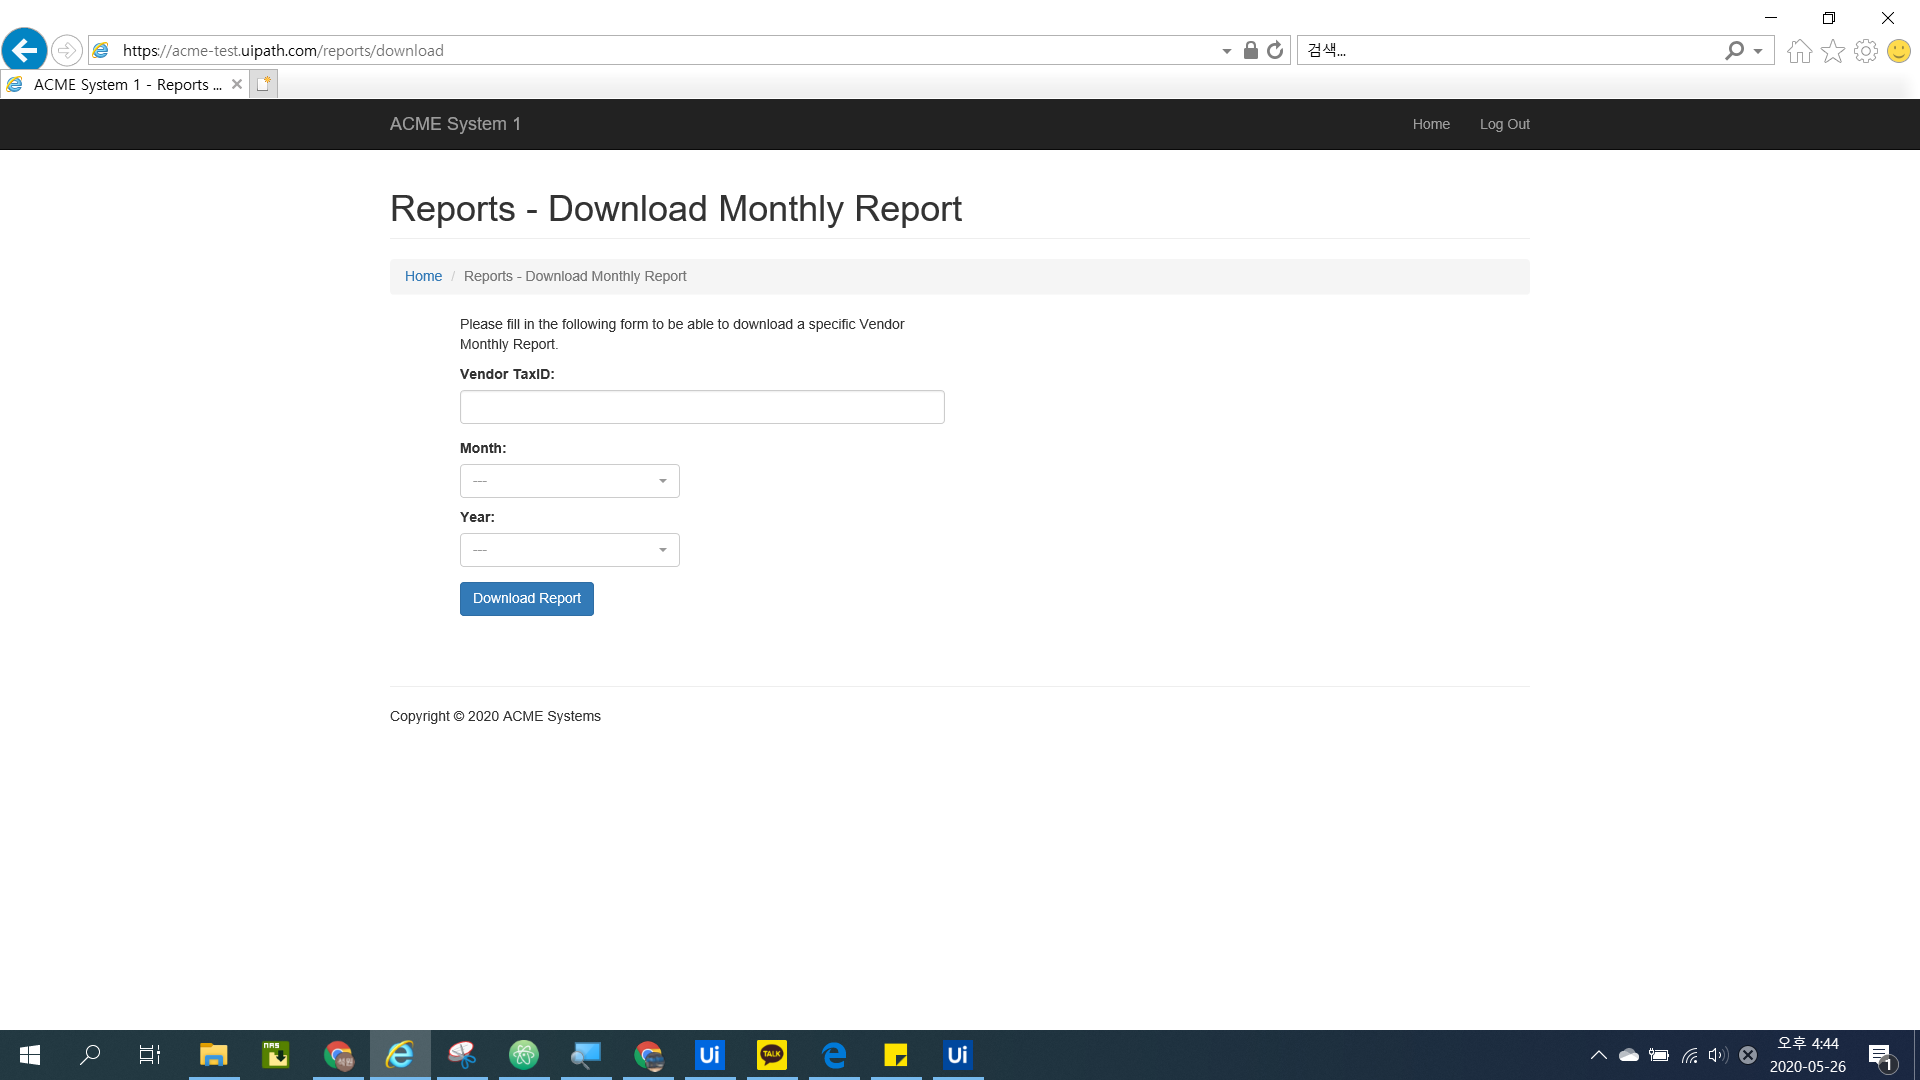 https://acme-test.uipath.com/reports/download
검색...
ACME System 1 - Reports ...
ACME System 1
Home
Log Out
Reports - Download Monthly Report
Home / Reports - Download Monthly Report
Please fill in the following form to be able to download a specific Vendor
Monthly Report.
Vendor TaxID:
Month:
---
Year:
---
Download Report
Copyright © 2020 ACME Systems
NAS
Ui
TALK
Ui
오후 4:44
2020-05-26
1